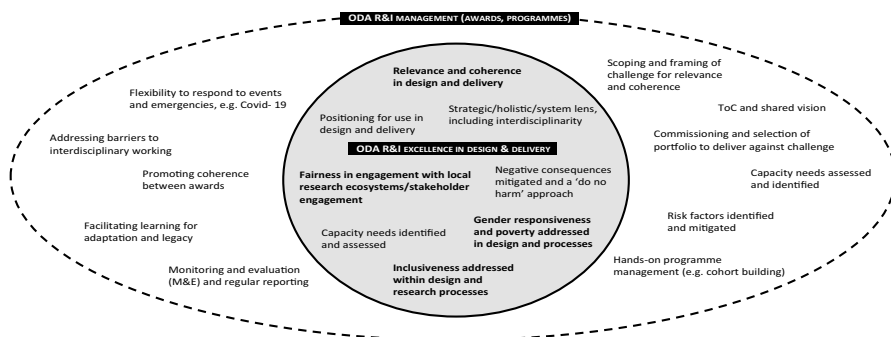 ODA R&I MANAGEMENT (AWARDS, PROGRAMMES)
Flexibility to respond to events
and emergencies, e.g. Covid- 19
Addressing barriers to
interdisciplinary working
Promoting coherence
between awards
Facilitating learning for
adaptation and legacy
Monitoring and evaluation
(M&E) and regular reporting
Relevance and coherence
in design and delivery
Positioning for use in
design and delivery
Strategic/holistic/system lens,
including interdisciplinarity
ODA R&I EXCELLENCE IN DESIGN & DELIVERY
Fairness in engagement with local
research ecosystems/stakeholder
engagement
Negative consequences
mitigated and a ‘do no
harm’ approach
Capacity needs identified
and assessed
Gender responsiveness
and poverty addressed
in design and processes
Inclusiveness addressed
within design and
research processes
Scoping and framing of
challenge for relevance
and coherence
ToC and shared vision
Commissioning and selection of
portfolio to deliver against challenge
Capacity needs assessed
and identified
Risk factors identified
and mitigated
Hands-on programme
management (e.g. cohort building)